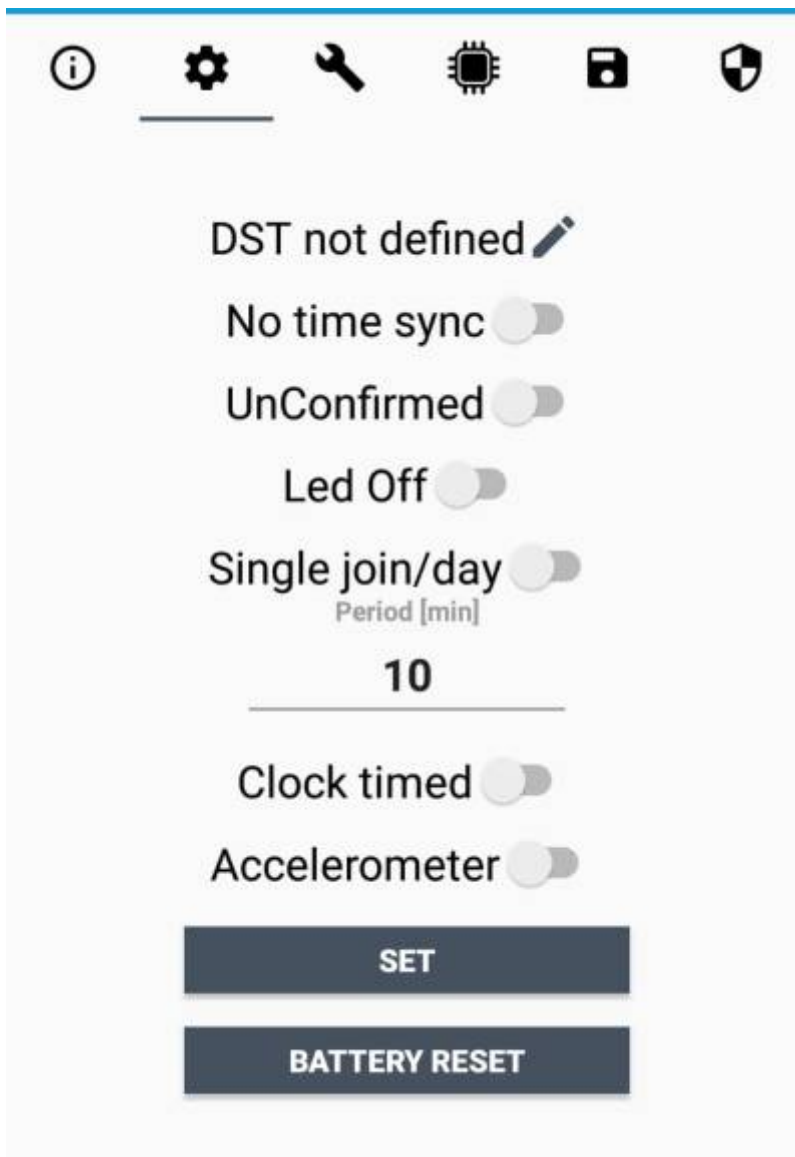 DST not defined
No time sync
UnConfirmed
Led Off
Single join/day
Period [min]
10
Clock timed
Accelerometer
SET
BATTERY RESET